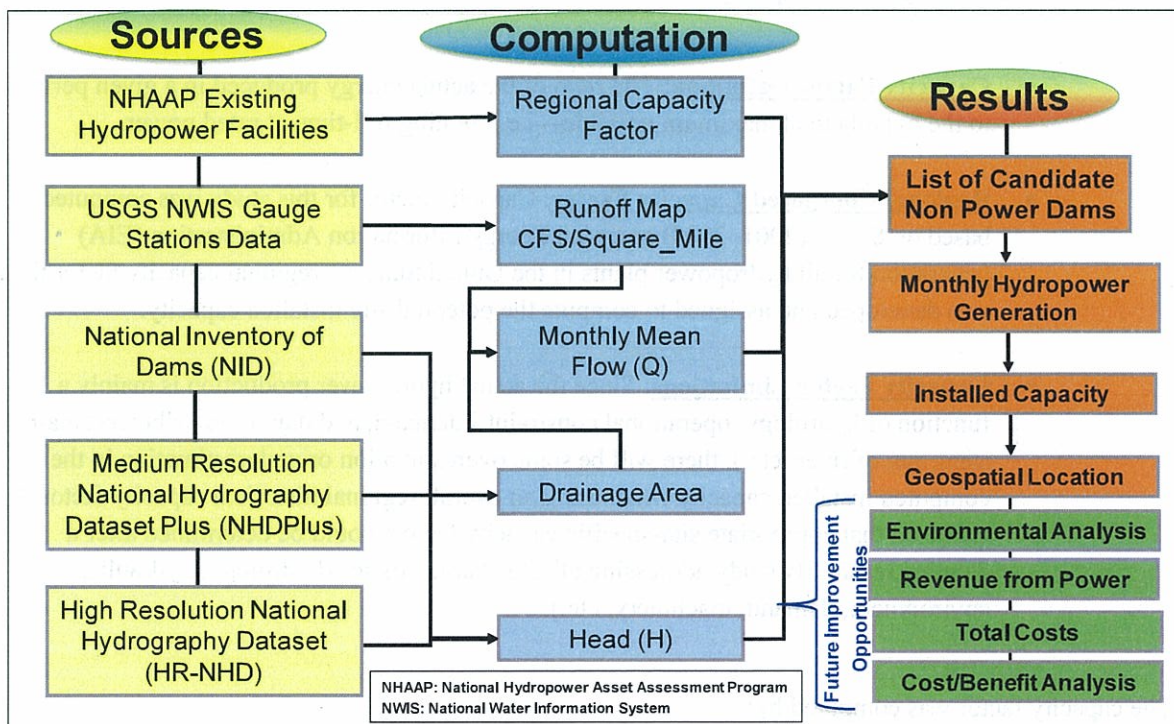 Sources
NHAAP Existing
Hydropower Facilities
USGS NWIS Gauge
Stations Data
National Inventory of
Dams (NID)
Medium Resolution
National Hydrography
Dataset Plus (NHDPlus)
High Resolution National
Hydrography Dataset
(HR-NHD)
Computation
Regional Capacity
Factor
Runoff Map
CFS/Square_Mile
Monthly Mean
Flow (Q)
Drainage Area
Head (H)
Results
List of Candidate
Non Power Dams
Monthly Hydropower
Generation
Installed Capacity
Geospatial Location
Future Improvement
Opportunities
Environmental Analysis
Revenue from Power
Total Costs
Cost/Benefit Analysis
NHAAP: National Hydropower Asset Assessment Program
NWIS: National Water Information System